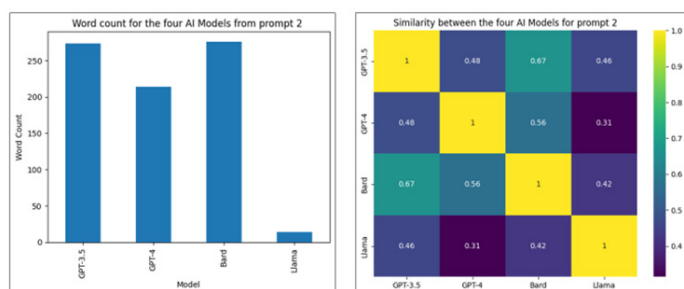 Word count for the four AI Models from prompt 2
250
200
150
100
50
0
Word Count
GPT-3.5
GPT-4
Bard
Llama
Model
Similarity between the four AI Models for prompt 2
GPT-3.5
1
0.48
0.67
0.46
GPT-4
0.48
1
0.56
0.31
Bard
0.67
0.56
1
0.42
Llama
0.46
0.31
0.42
1
GPT-3.5
GPT-4
Bard
Llama
1.0
0.9
0.8
0.7
0.6
0.5
0.4